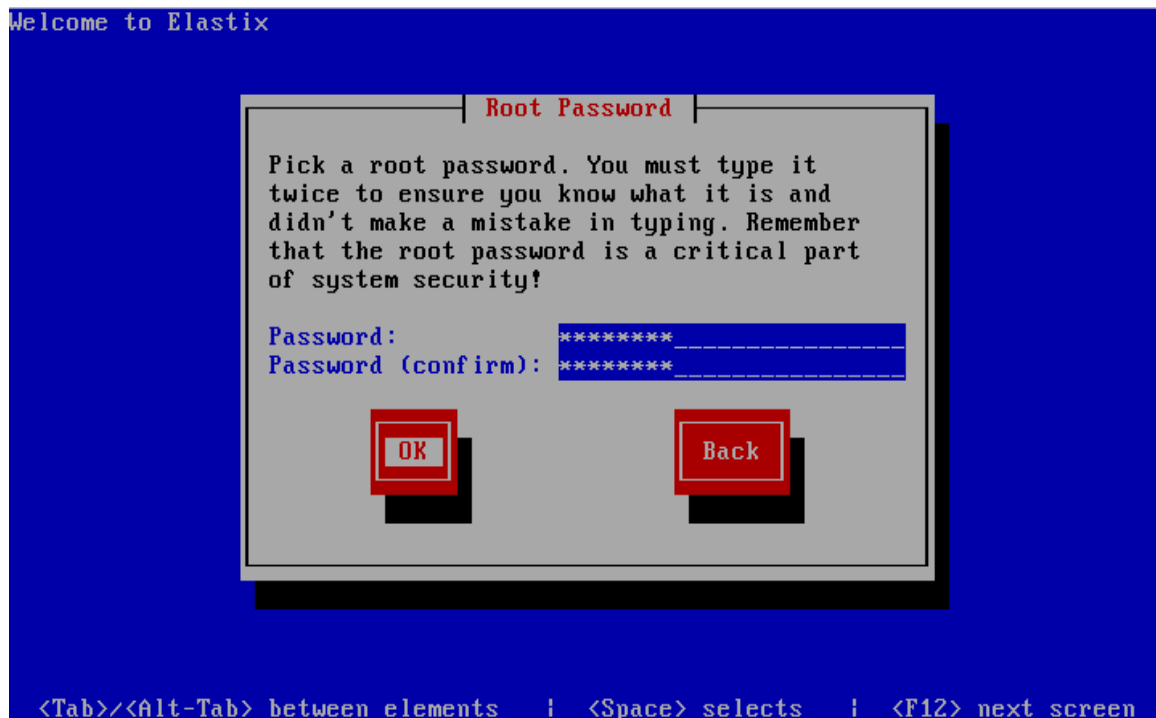 Welcome to Elastix
Root Password
Pick a root password. You must type it
twice to ensure you know what it is and
didn't make a mistake in typing. Remember
that the root password is a critical part
of system security!
Password: ********________________
Password (confirm): ********________________
OK Back
<Tab>/<Alt-Tab> between elements | <Space> selects | <F12> next screen